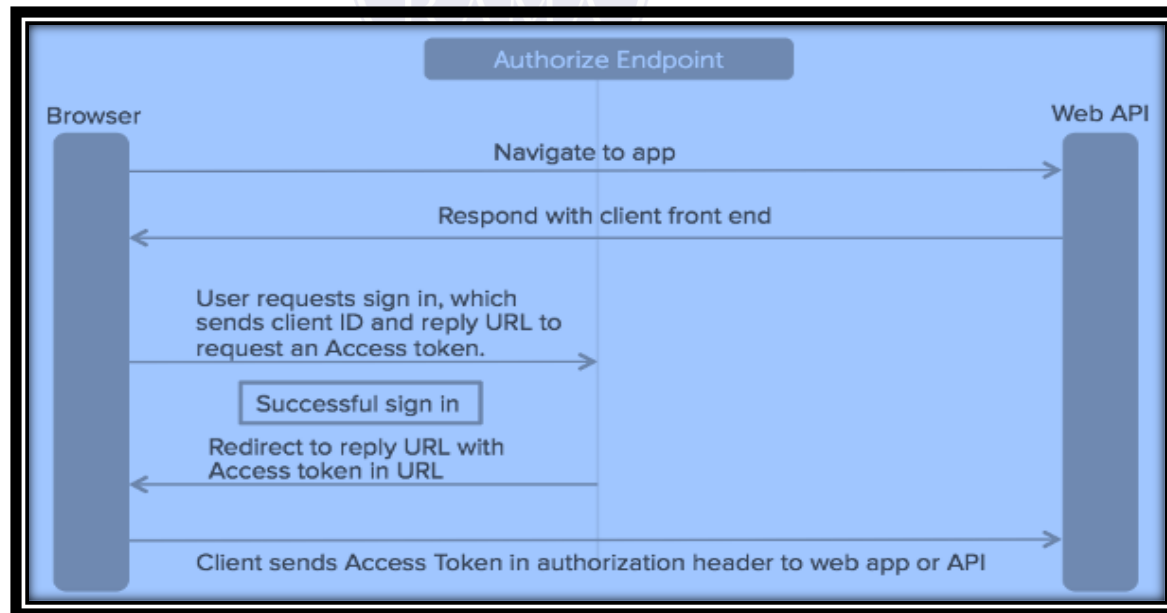 Authorize Endpoint
Browser
Web API
Navigate to app
Respond with client front end
User requests sign in, which
sends client ID and reply URL to
request an Access token.
Successful sign in
Redirect to reply URL with
Access token in URL
Client sends Access Token in authorization header to web app or API